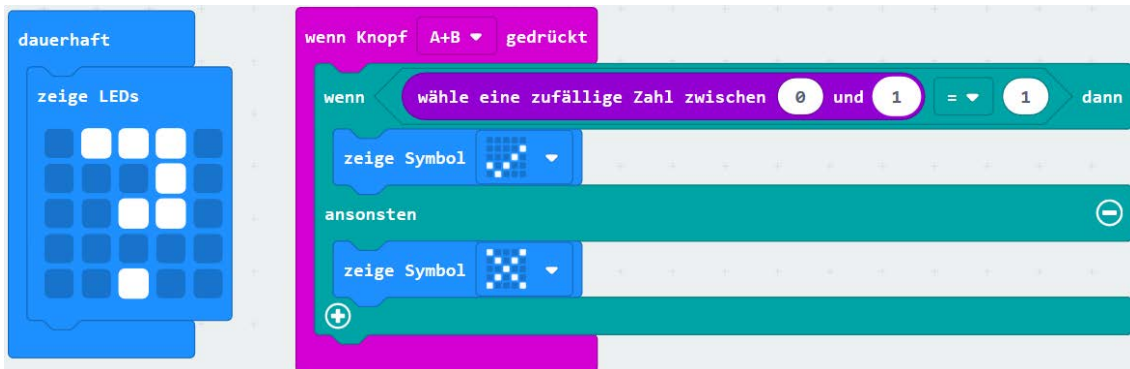 dauerhaft
zeige LEDs
wenn Knopf A+B gedrückt
wenn wähle eine zufällige Zahl zwischen 0 und 1 = 1 dann
zeige Symbol
ansonsten
zeige Symbol